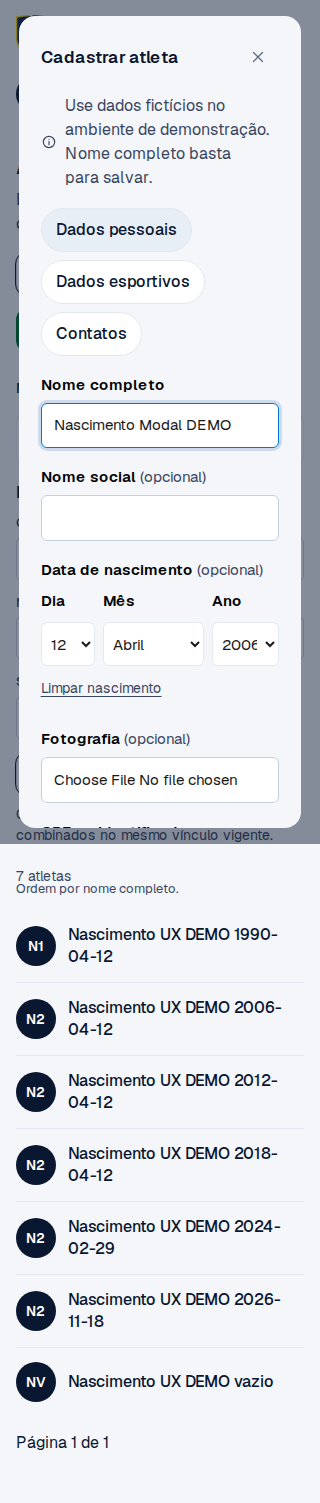 Cadastrar atleta
Use dados fictícios no
ambiente de demonstração.
Nome completo basta
para salvar.
Dados pessoais
Dados esportivos
Contatos
Nome completo
Nascimento Modal DEMO
Nome social (opcional)
Data de nascimento (opcional)
Dia Mês Ano
12 Abril 2006
Limpar nascimento
Fotografia (opcional)
Choose File No file chosen
combinados no mesmo vínculo vigente.
7 atletas
Ordem por nome completo.
N1 Nascimento UX DEMO 1990-
04-12
N2 Nascimento UX DEMO 2006-
04-12
N2 Nascimento UX DEMO 2012-
04-12
N2 Nascimento UX DEMO 2018-
04-12
N2 Nascimento UX DEMO 2024-
02-29
N2 Nascimento UX DEMO 2026-
11-18
NV Nascimento UX DEMO vazio
Página 1 de 1